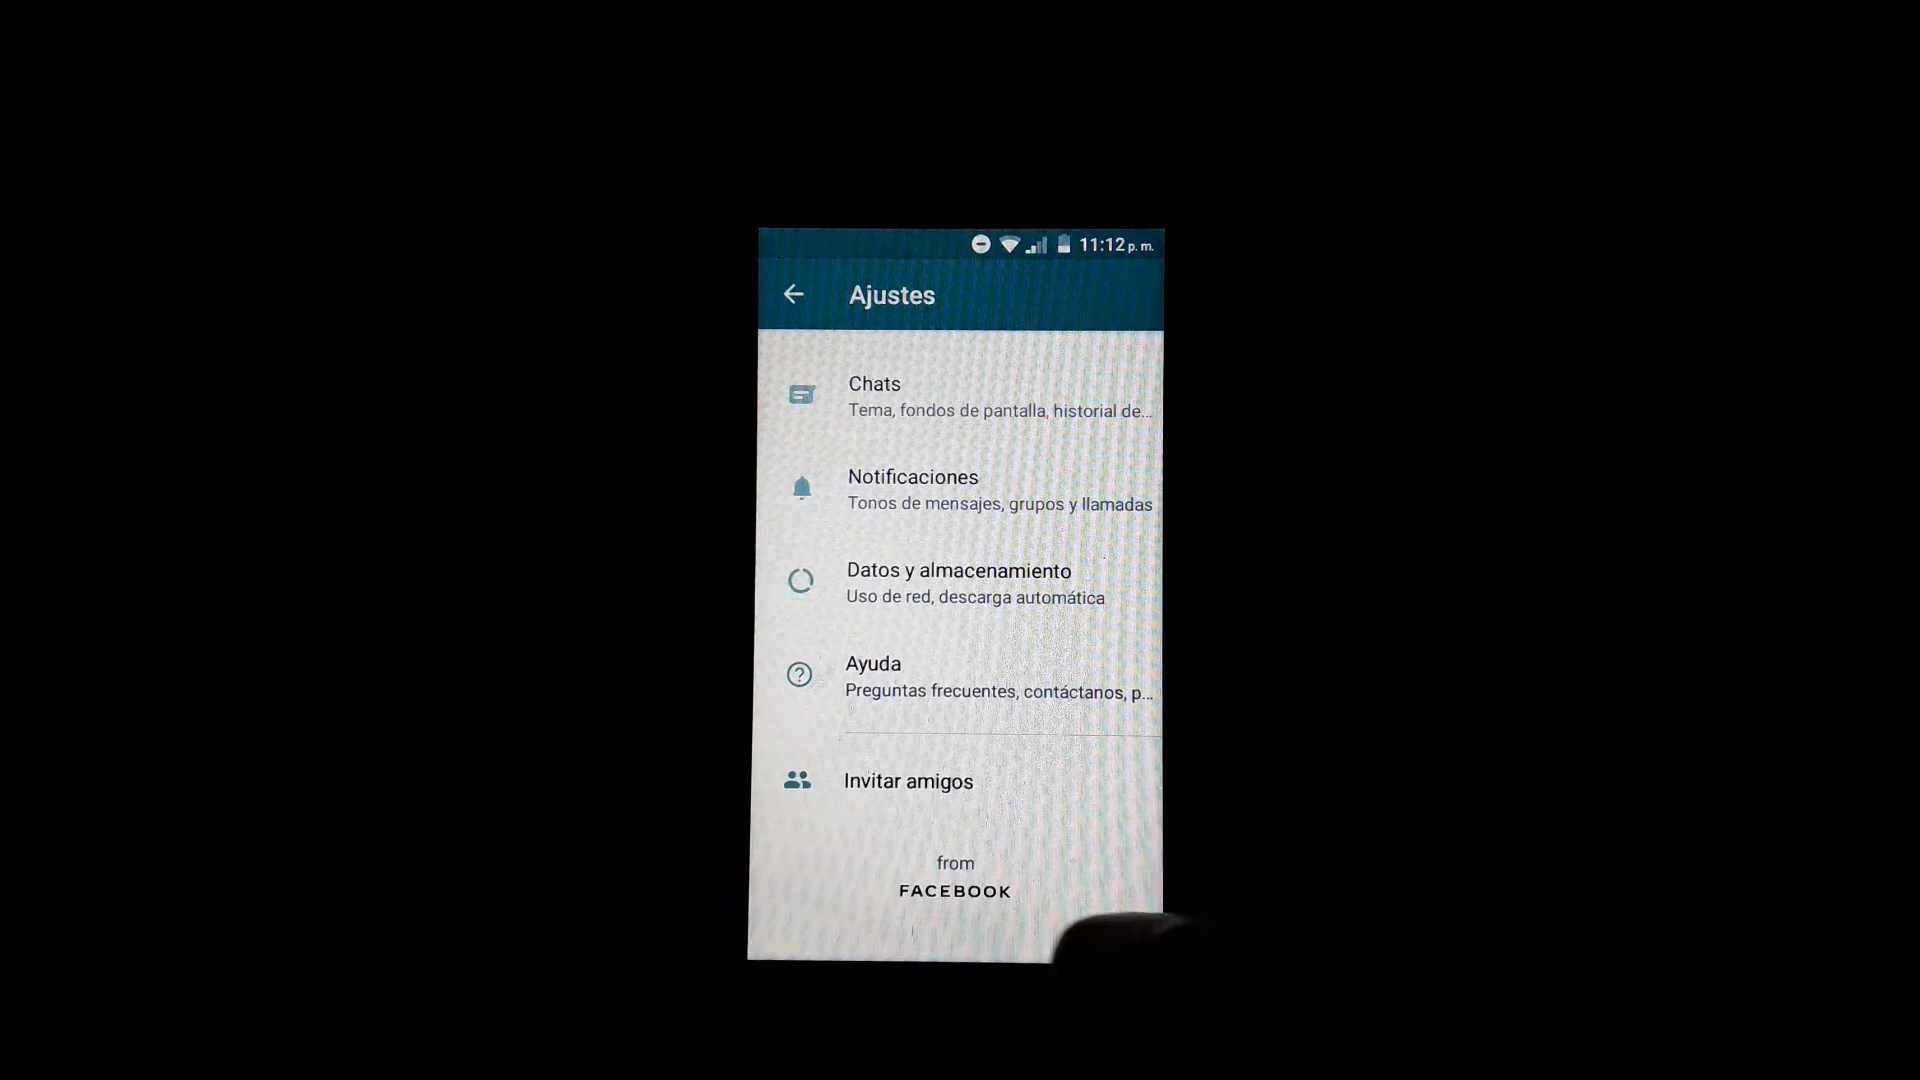 11:12 p. m.
Ajustes
Chats
Tema, fondos de pantalla, historial de...
Notificaciones
Tonos de mensajes, grupos y llamadas
Datos y almacenamiento
Uso de red, descarga automática
Ayuda
Preguntas frecuentes, contáctanos, p...
Invitar amigos
from
FACEBOOK